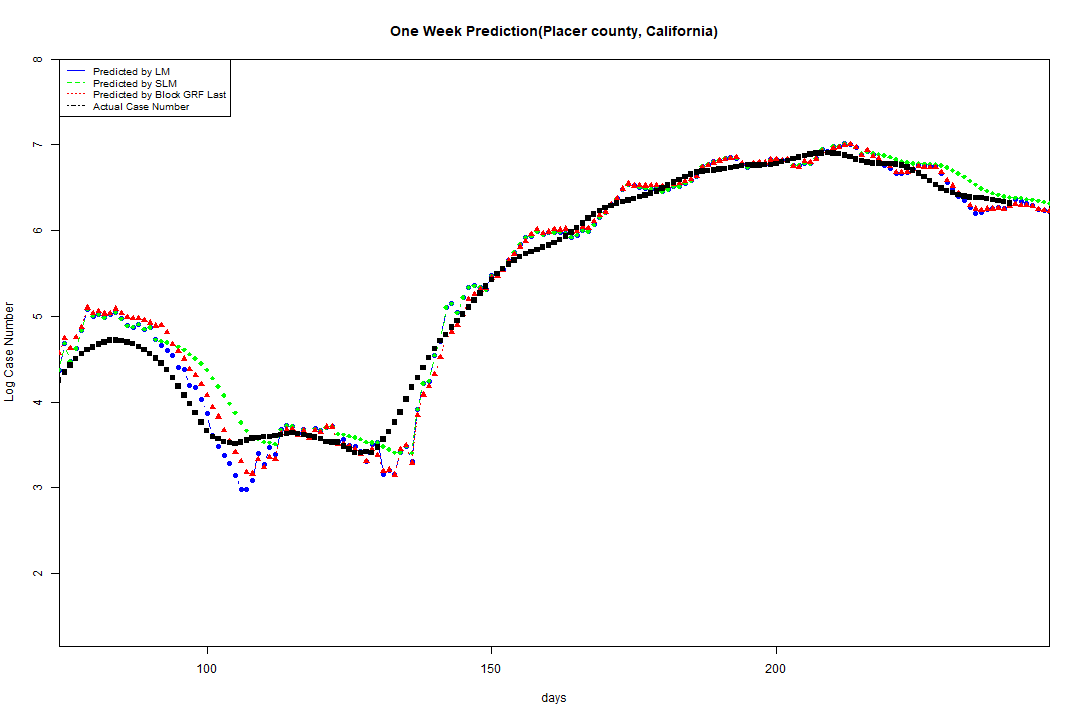 One Week Prediction(Placer county, California)
Predicted by LM
Predicted by SLM
Predicted by Block GRF Last
Actual Case Number
8
7
6
5
4
3
2
Log Case Number
100 150 200
days